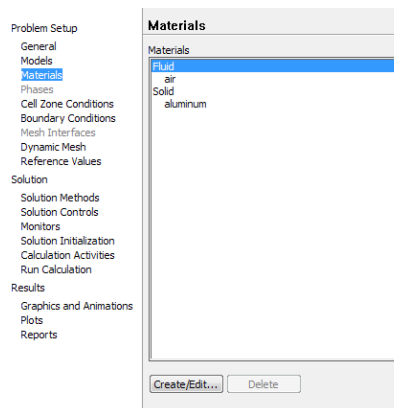 Problem Setup
General
Models
Materials
Phases
Cell Zone Conditions
Boundary Conditions
Mesh Interfaces
Dynamic Mesh
Reference Values
Solution
Solution Methods
Solution Controls
Monitors
Solution Initialization
Calculation Activities
Run Calculation
Results
Graphics and Animations
Plots
Reports
Materials
Materials
Fluid
air
Solid
aluminum
Create/Edit...
Delete